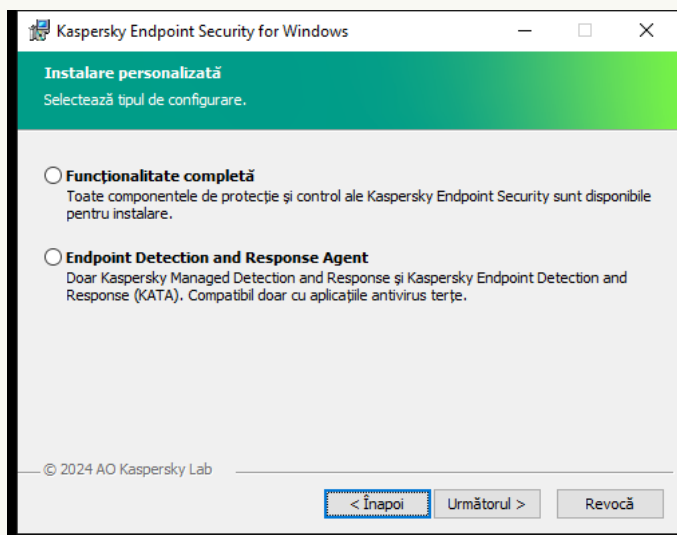 Kaspersky Endpoint Security for Windows
Instalare personalizată
Selectează tipul de configurare.
Funcționalitate completă
Toate componentele de protecție și control ale Kaspersky Endpoint Security sunt disponibile
pentru instalare.
Endpoint Detection and Response Agent
Doar Kaspersky Managed Detection and Response și Kaspersky Endpoint Detection and
Response (KATA). Compatibil doar cu aplicațiile antivirus terțe.
© 2024 AO Kaspersky Lab
< Înapoi Următorul > Revocă